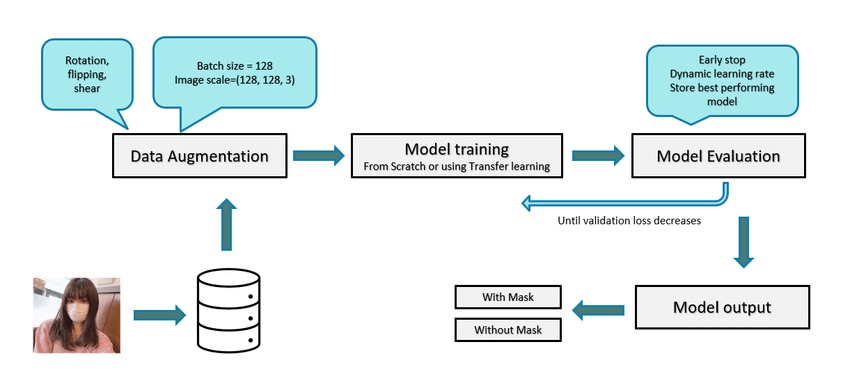 Rotation,
flipping,
shear
Batch size = 128
Image scale=(128, 128, 3)
Early stop
Dynamic learning rate
Store best performing
model
Data Augmentation
Model training
From Scratch or using Transfer learning
Model Evaluation
Until validation loss decreases
With Mask
Without Mask
Model output